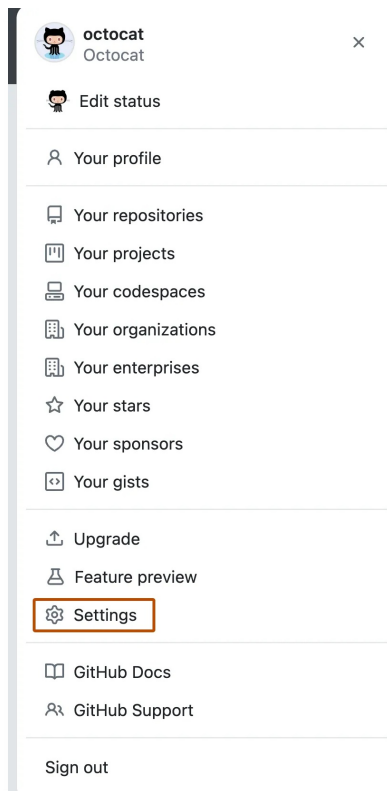 octocat
Octocat
Edit status
Your profile
Your repositories
Your projects
Your codespaces
Your organizations
Your enterprises
Your stars
Your sponsors
Your gists
Upgrade
Feature preview
Settings
GitHub Docs
GitHub Support
Sign out